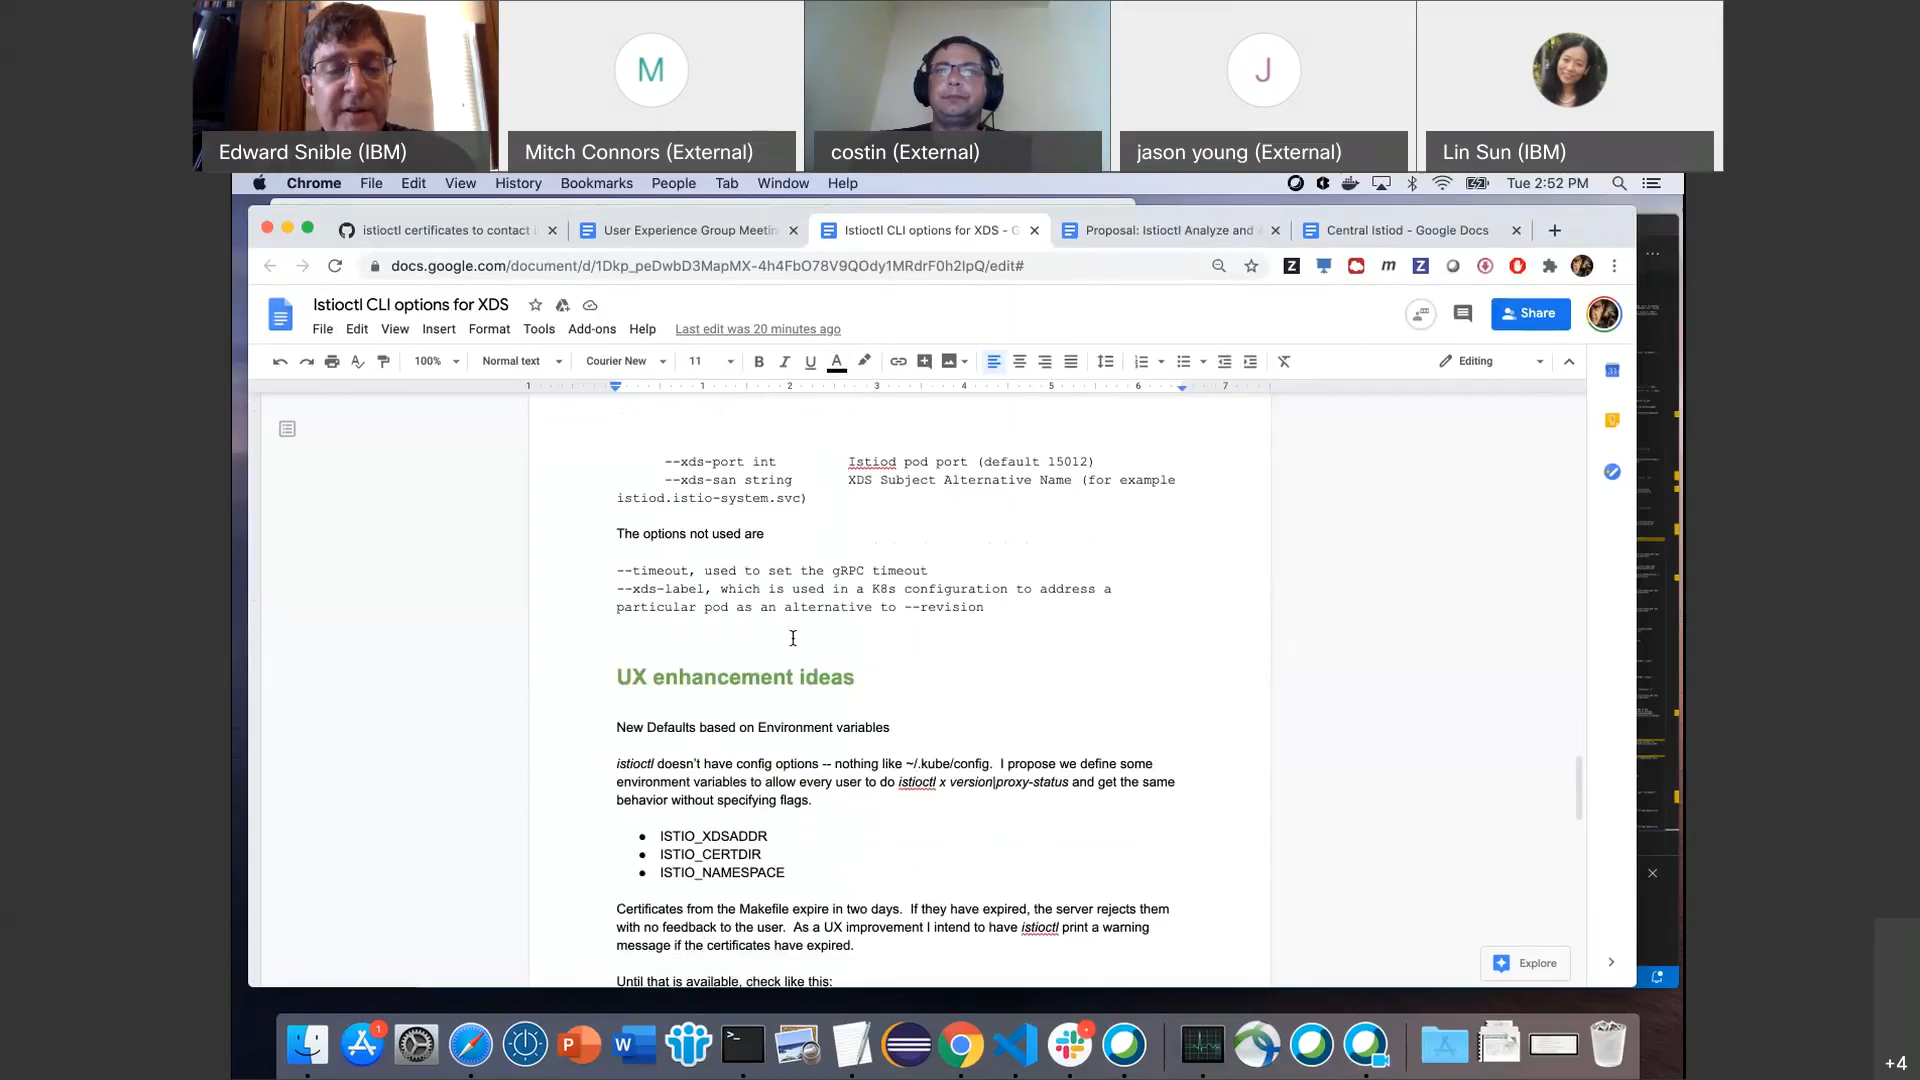 M
J
Edward Snible (IBM)
Mitch Connors (External)
costin (External)
jason young (External)
Lin Sun (IBM)
Chrome File Edit View History Bookmarks People Tab Window Help
Tue 2:52 PM
istioctl certificates to contact
User Experience Group Meetin
Istioctl CLI options for XDS - G
Proposal: Istioctl Analyze and
Central Istiod - Google Docs
docs.google.com/document/d/1Dkp_peDwbD3MapMX-4h4FbO78V9QOdy1MRdrF0h2IpQ/edit#
Istioctl CLI options for XDS
File Edit View Insert Format Tools Add-ons Help
Last edit was 20 minutes ago
Share
100% Normal text Courier New 11 B I U A
Editing
1 1 2 3 4 5 6 7
--xds-port int Istiod pod port (default 15012)
--xds-san string XDS Subject Alternative Name (for example
istiod.istio-system.svc)
The options not used are
--timeout, used to set the gRPC timeout
--xds-label, which is used in a K8s configuration to address a
particular pod as an alternative to --revision
UX enhancement ideas
New Defaults based on Environment variables
istioctl doesn't have config options -- nothing like ~/.kube/config. I propose we define some
environment variables to allow every user to do istioctl x version|proxy-status and get the same
behavior without specifying flags.
● ISTIO_XDSADDR
● ISTIO_CERTDIR
● ISTIO_NAMESPACE
Certificates from the Makefile expire in two days. If they have expired, the server rejects them
with no feedback to the user. As a UX improvement I intend to have istioctl print a warning
message if the certificates have expired.
Until that is available, check like this:
Explore
+4